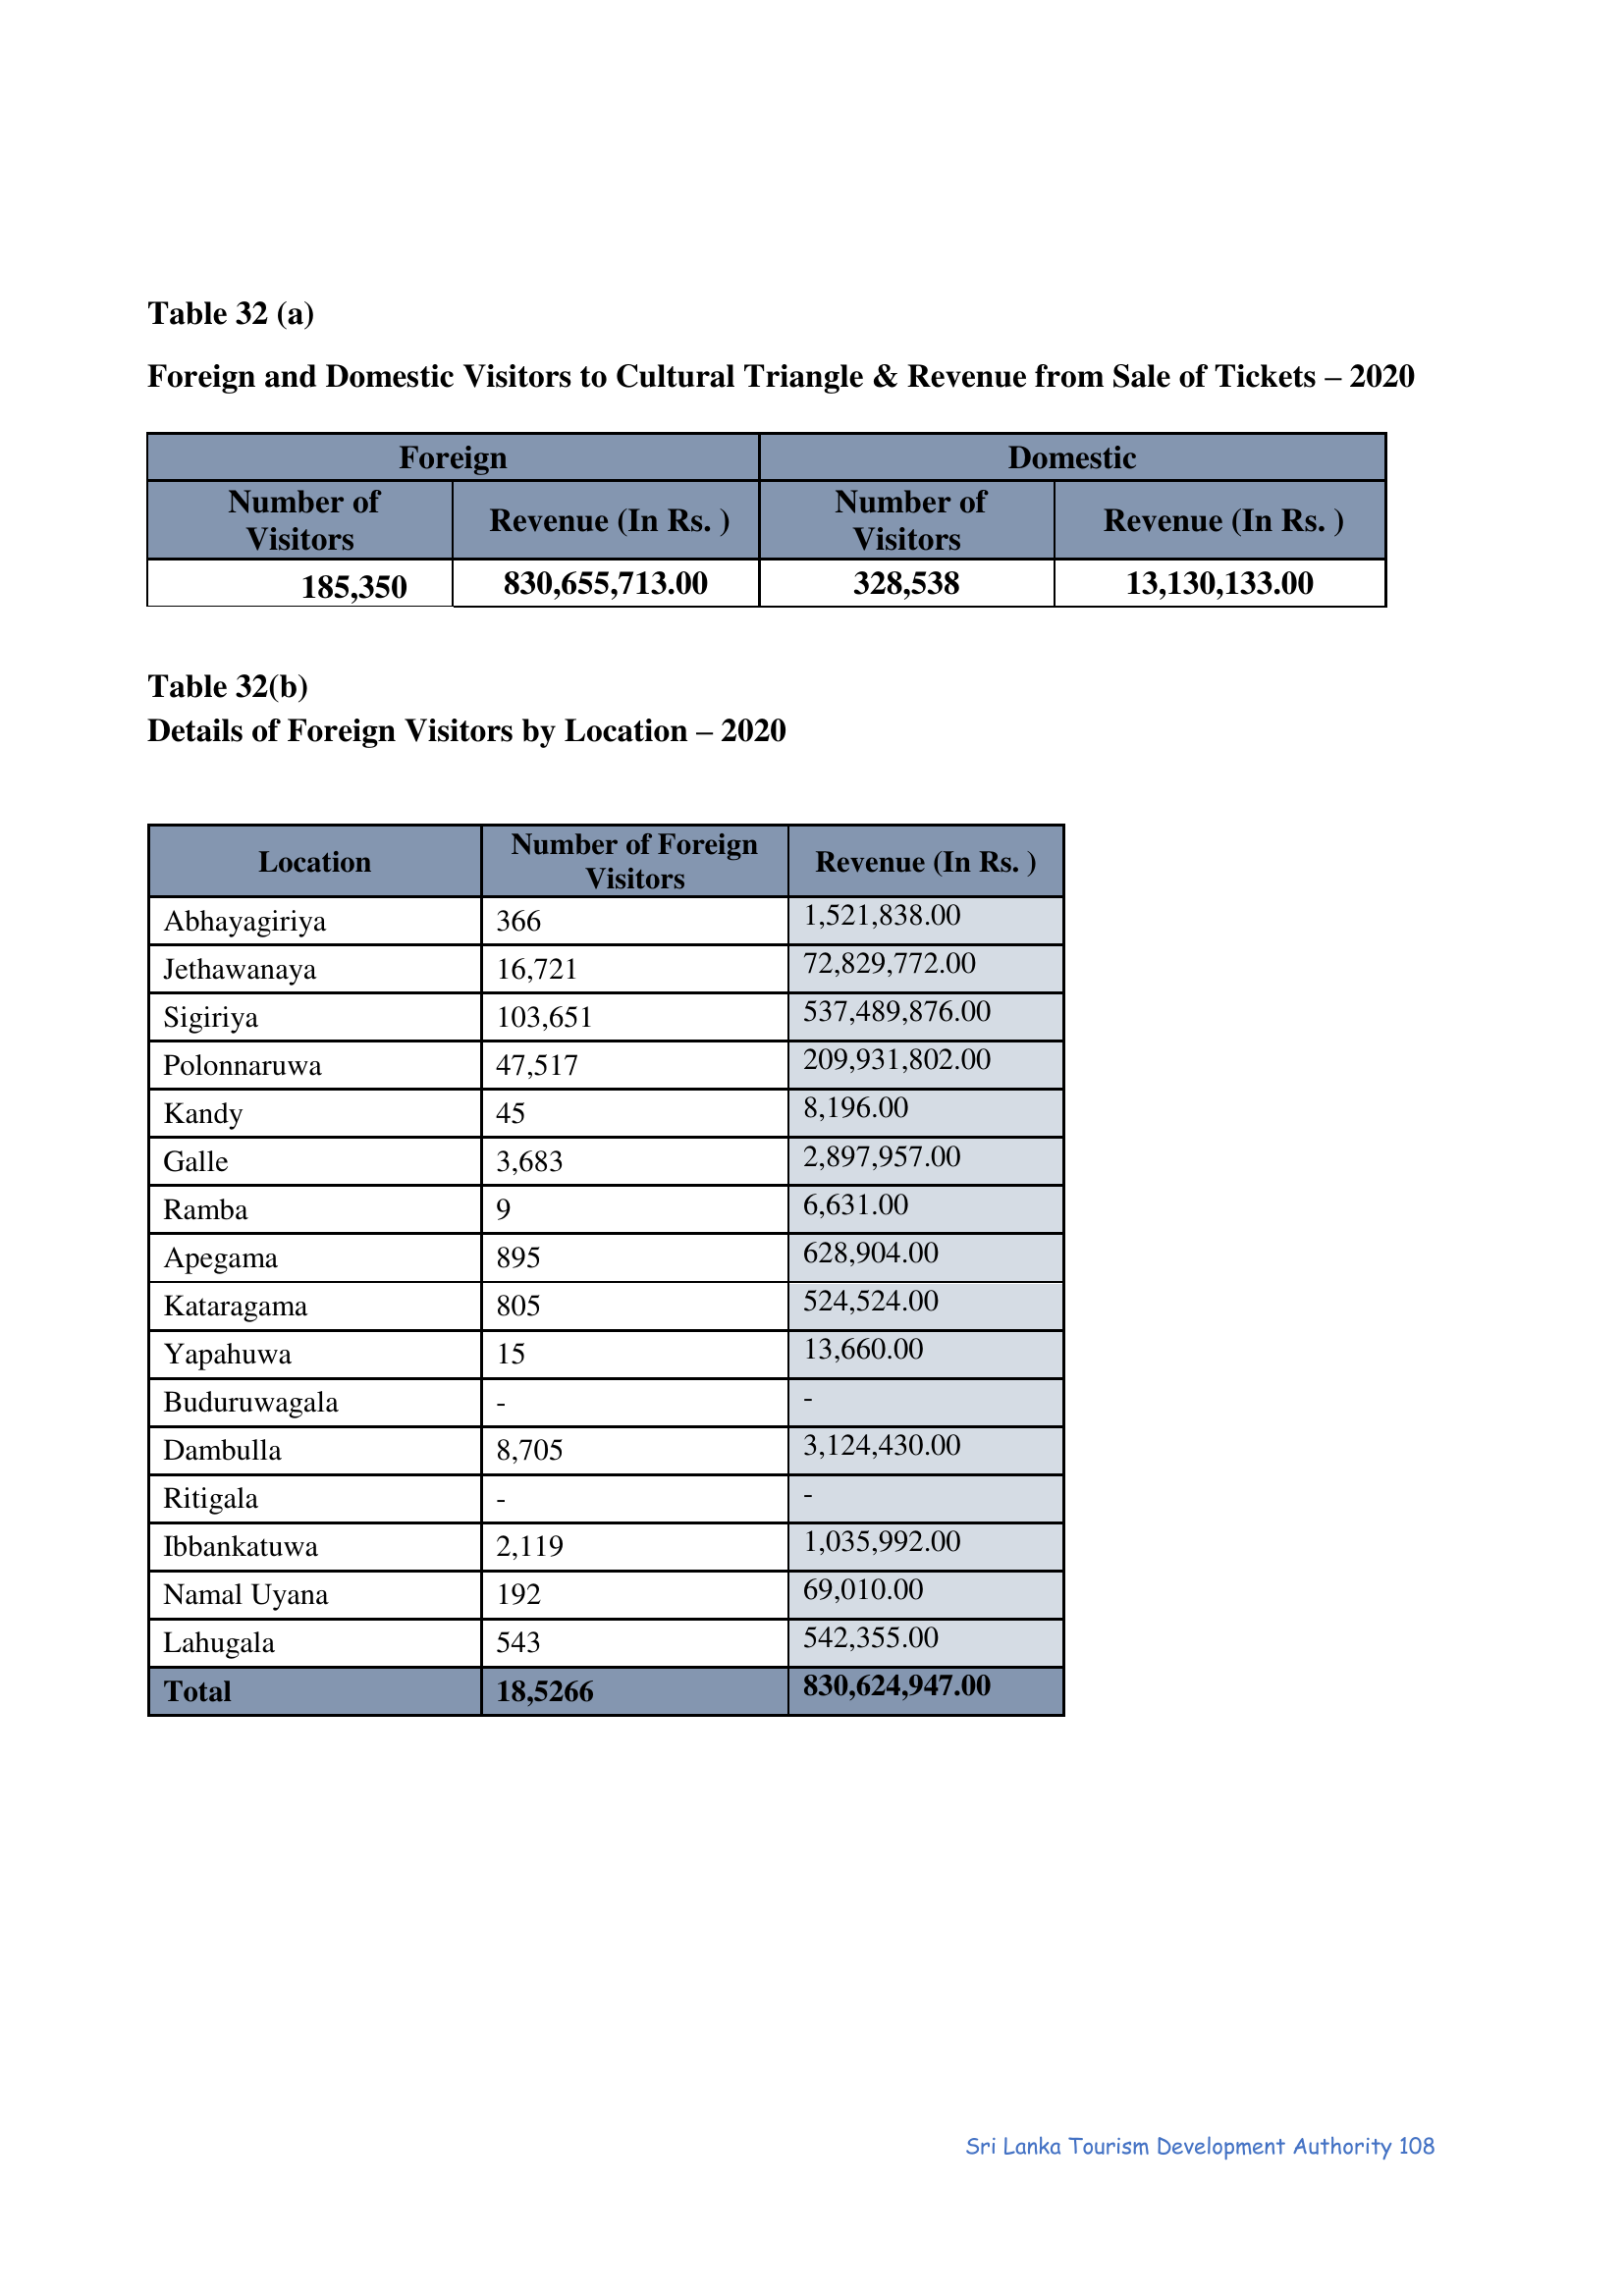 Table 32 (a)
Foreign and Domestic Visitors to Cultural Triangle & Revenue from Sale of Tickets – 2020
Foreign Domestic
Number of Visitors Revenue (In Rs. ) Number of Visitors Revenue (In Rs. )
185,350 830,655,713.00 328,538 13,130,133.00
Table 32(b)
Details of Foreign Visitors by Location – 2020
Location Number of Foreign Visitors Revenue (In Rs. )
Abhayagiriya 366 1,521,838.00
Jethawanaya 16,721 72,829,772.00
Sigiriya 103,651 537,489,876.00
Polonnaruwa 47,517 209,931,802.00
Kandy 45 8,196.00
Galle 3,683 2,897,957.00
Ramba 9 6,631.00
Apegama 895 628,904.00
Kataragama 805 524,524.00
Yapahuwa 15 13,660.00
Buduruwagala - -
Dambulla 8,705 3,124,430.00
Ritigala - -
Ibbankatuwa 2,119 1,035,992.00
Namal Uyana 192 69,010.00
Lahugala 543 542,355.00
Total 18,5266 830,624,947.00
Sri Lanka Tourism Development Authority 108